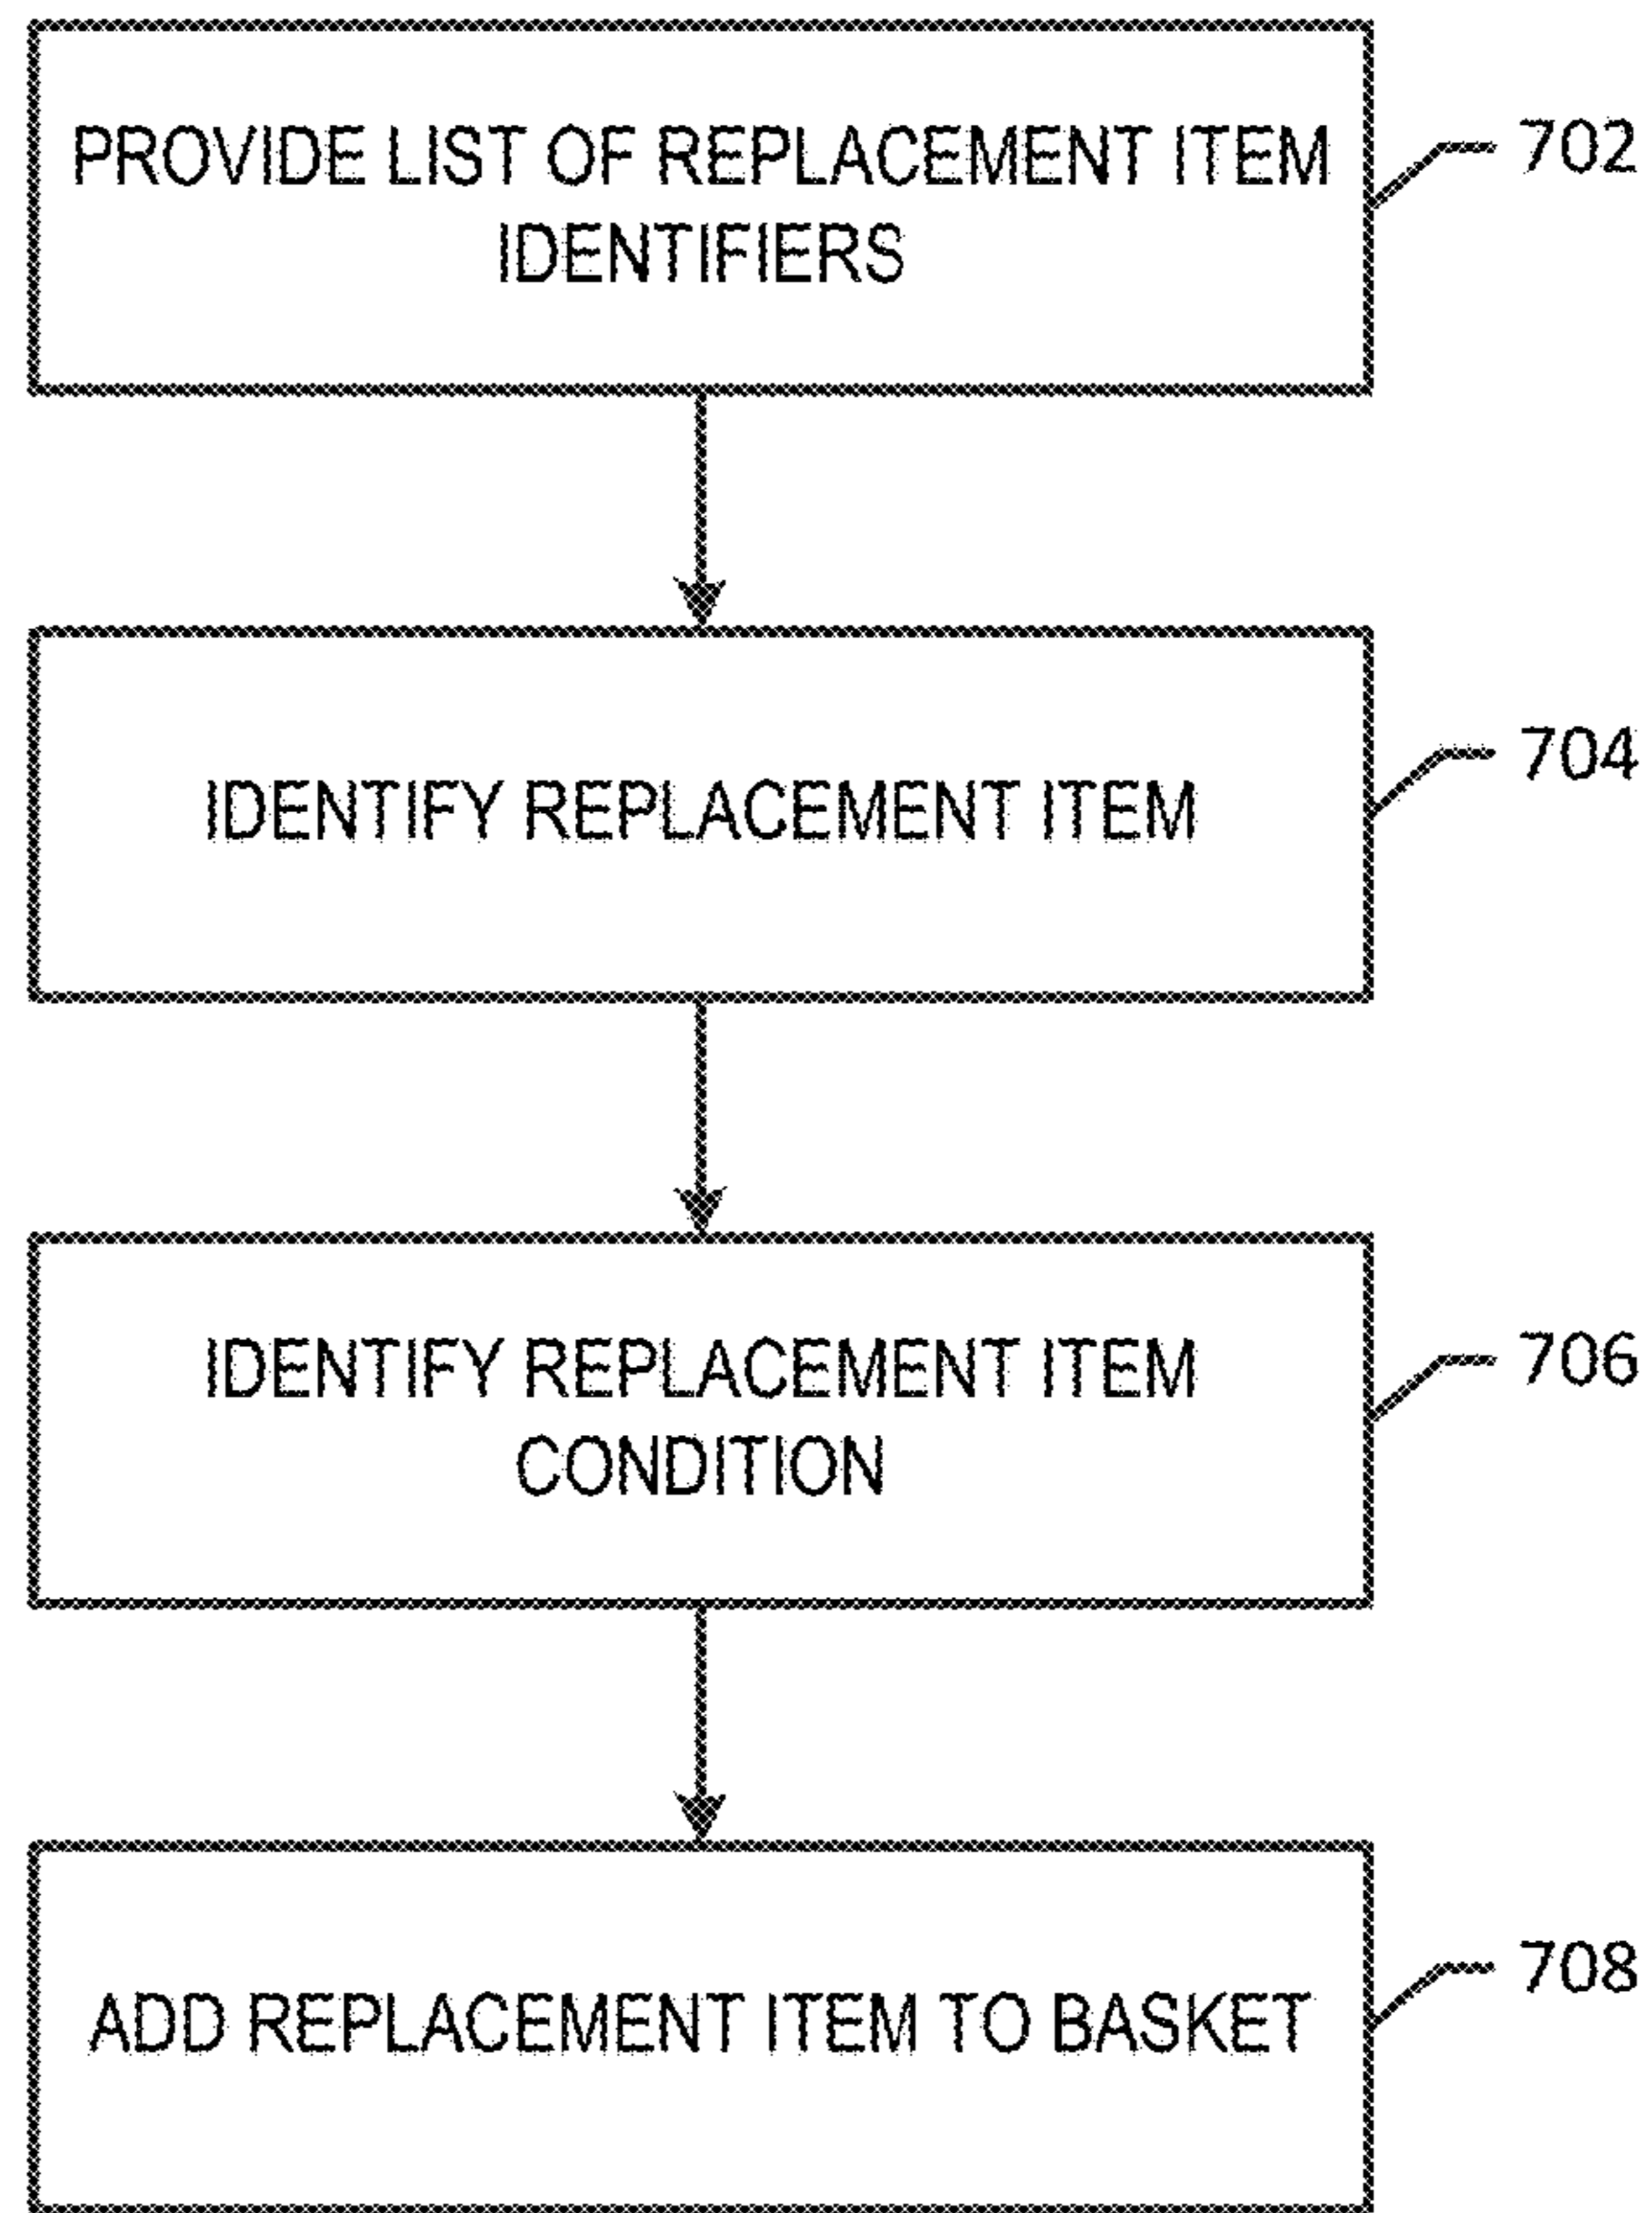 PROVIDE LIST OF REPLACEMENT ITEM
IDENTIFIERS
702
IDENTIFY REPLACEMENT ITEM
704
IDENTIFY REPLACEMENT ITEM
CONDITION
706
ADD REPLACEMENT ITEM TO BASKET
708